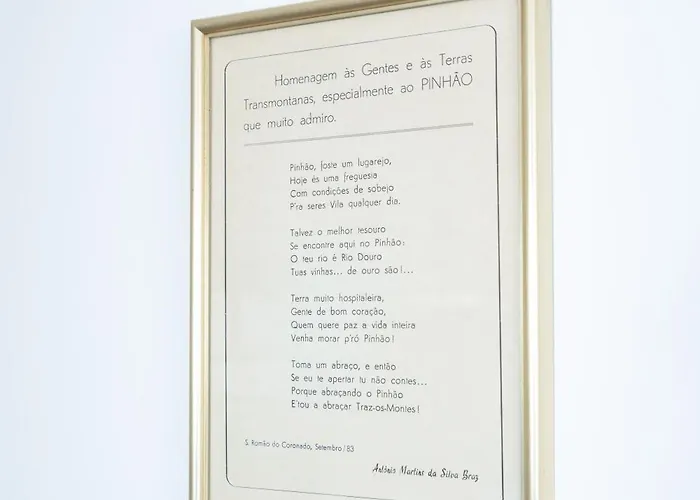 Homenagem às Gentes e às Terras
Transmontanas, especialmente ao PINHÃO
que muito admiro.
Pinhão, foste um lugarejo,
Hoje és uma freguesia
Com condições de sobejo
P'ra seres Vila qualquer dia.
Talvez o melhor tesouro
Se encontre aqui no Pinhão:
O teu rio é Rio Douro
Tuas vinhas... de ouro são!...
Terra muito hospitaleira,
Gente de bom coração,
Quem quere paz a vida inteira
Venha morar p'ró Pinhão!
Toma um abraço, e então
Se eu te apertar tu não contes...
Porque abraçando o Pinhão
E'tou a abraçar Traz-os-Montes!
S. Romão do Coronado, Setembro/83
António Martins da Silva Braz